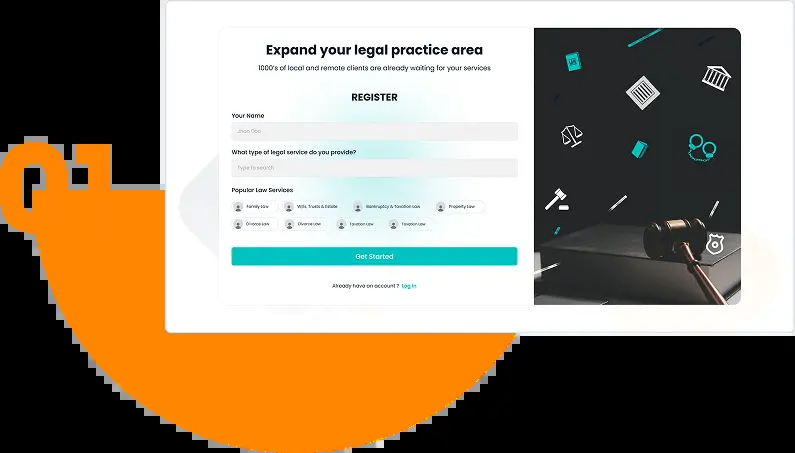 Expand your legal practice area
1000's of local and remote clients are already waiting for your services
REGISTER
Your Name
Jhon Doe
What type of legal service do you provide?
Type to search
Popular Law Services
Family Law Wills, Trusts & Estate Bankruptcy & Taxation Law Property Law
Divorce Law Divorce Law Taxation Law Taxation Law
Get Started
Already have an account ? Log In
01